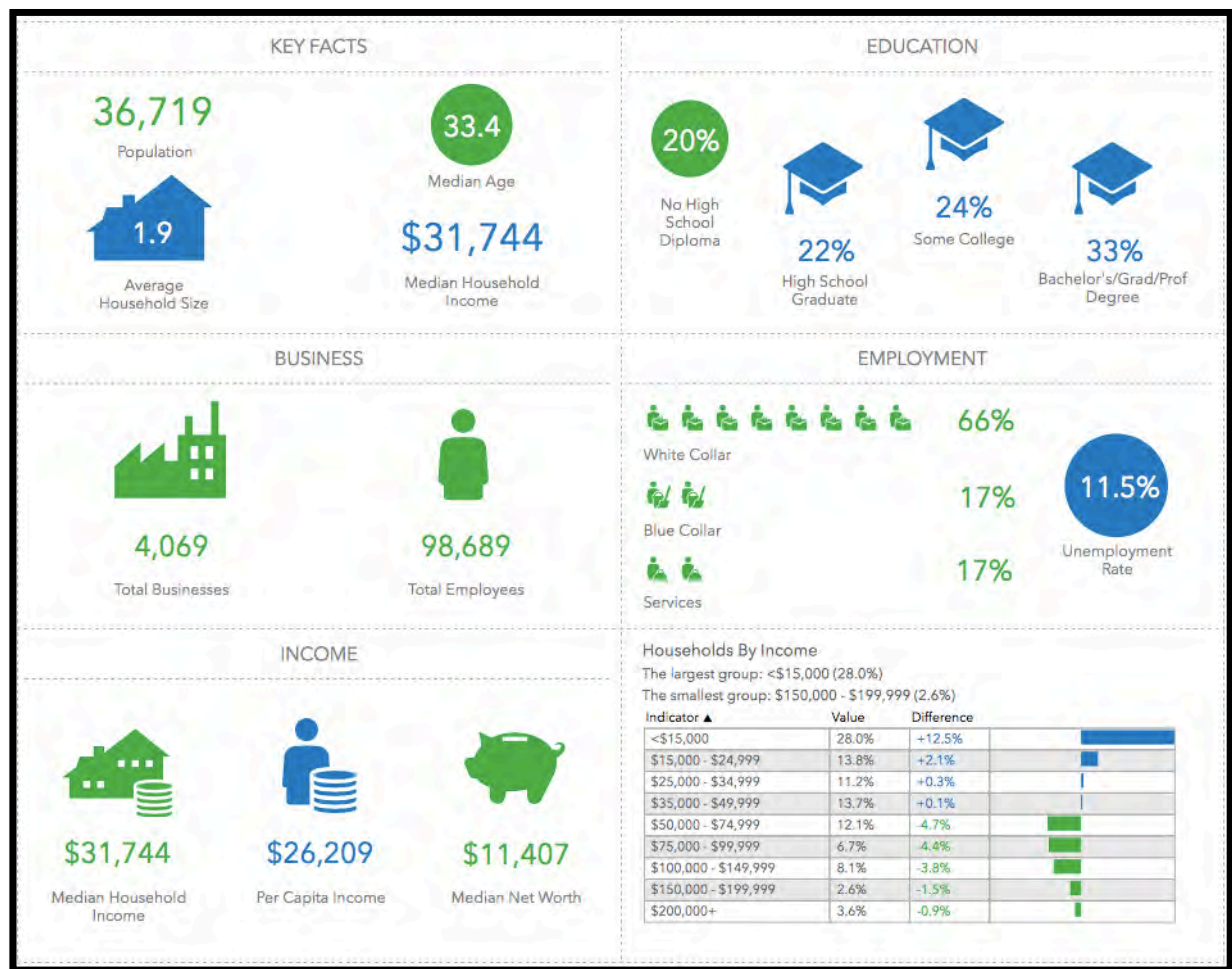 KEY FACTS
36,719
Population
33.4
Median Age
1.9
Average
Household Size
$31,744
Median Household
Income
EDUCATION
20%
No High
School
Diploma
22%
High School
Graduate
24%
Some College
33%
Bachelor's/Grad/Prof
Degree
BUSINESS
4,069
Total Businesses
98,689
Total Employees
EMPLOYMENT
66%
White Collar
17%
Blue Collar
17%
Services
11.5%
Unemployment
Rate
INCOME
$31,744
Median Household
Income
$26,209
Per Capita Income
$11,407
Median Net Worth
Households By Income
The largest group: <$15,000 (28.0%)
The smallest group: $150,000 - $199,999 (2.6%)
Indicator ▲ Value Difference
<$15,000 28.0% +12.5%
$15,000 - $24,999 13.8% +2.1%
$25,000 - $34,999 11.2% +0.3%
$35,000 - $49,999 13.7% +0.1%
$50,000 - $74,999 12.1% -4.7%
$75,000 - $99,999 6.7% -4.4%
$100,000 - $149,999 8.1% -3.8%
$150,000 - $199,999 2.6% -1.5%
$200,000+ 3.6% -0.9%